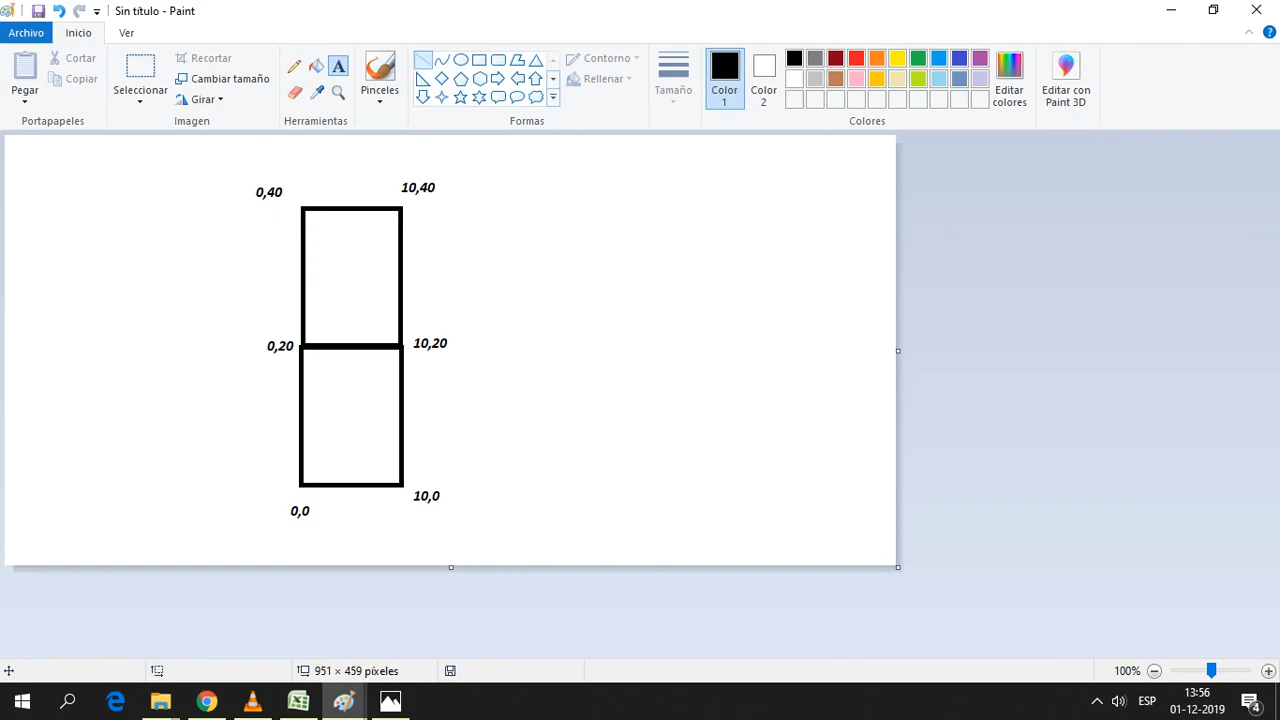 Sin título - Paint
Archivo Inicio Ver
Pegar
Cortar
Copiar
Portapapeles
Seleccionar
Recortar
Cambiar tamaño
Girar
Imagen
A
Herramientas
Pinceles
Contorno
Rellenar
Formas
Tamaño
Color
1
Color
2
Editar
colores
Colores
Editar con
Paint 3D
0,40
10,40
0,20
10,20
10,0
0,0
951 × 459 píxeles
100%
ESP
13:56
01-12-2019
4